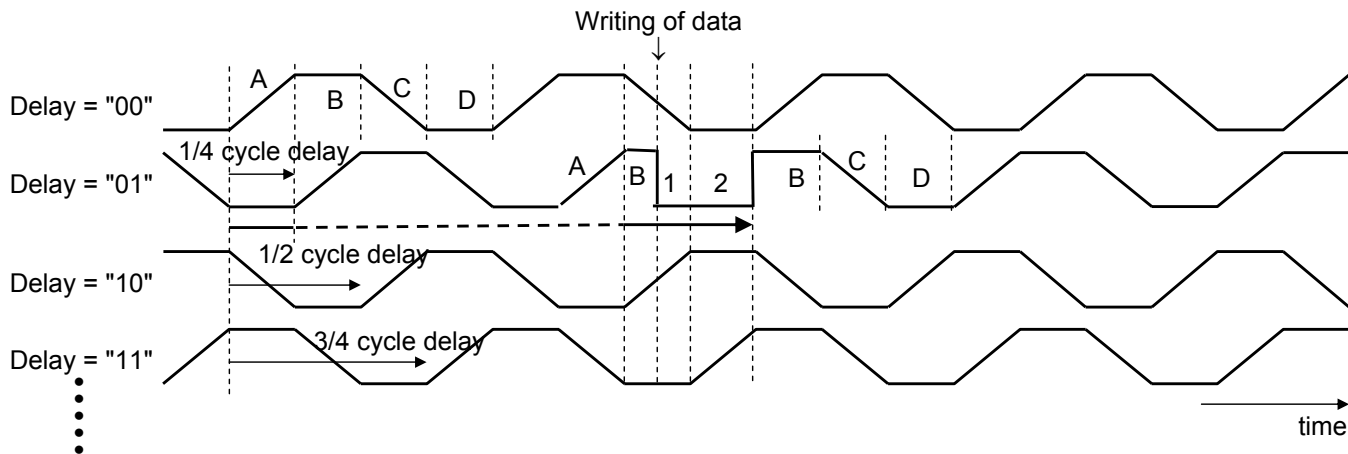 Writing of data
↓
Delay = "00" A B C D
1/4 cycle delay
Delay = "01" A B 1 2 B C D
1/2 cycle delay
Delay = "10"
3/4 cycle delay
Delay = "11"
time